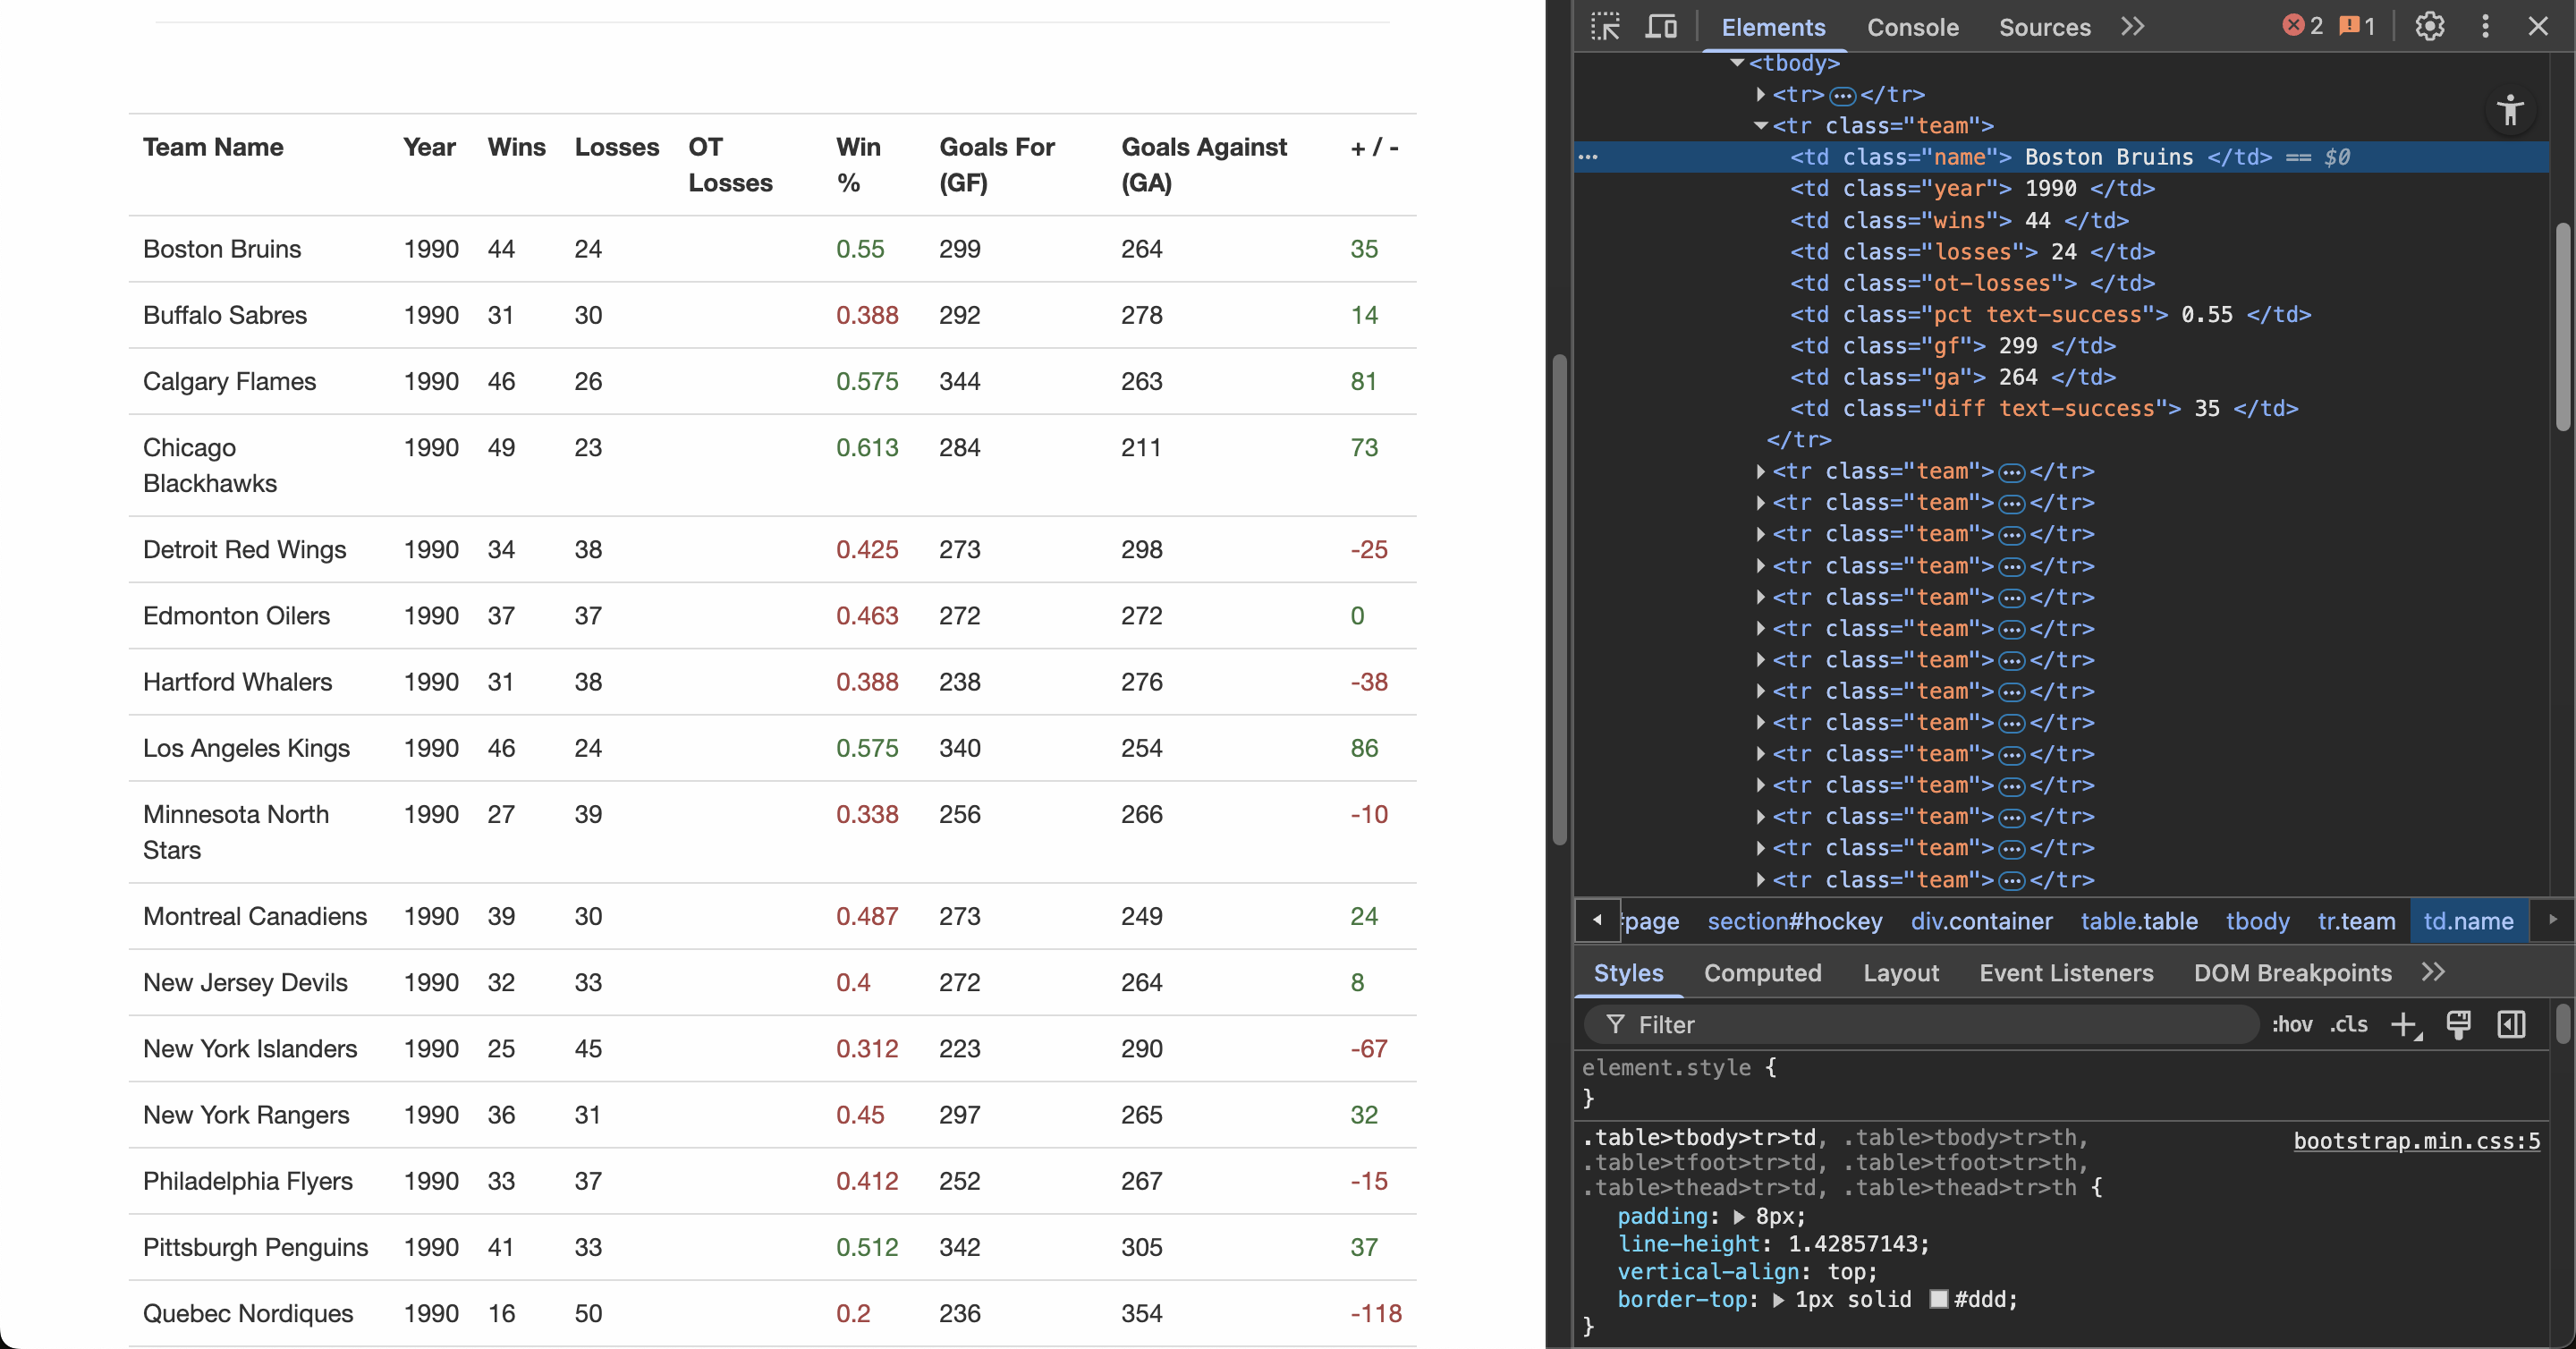 Team Name Year Wins Losses OT Losses Win % Goals For (GF) Goals Against (GA) + / -
Boston Bruins 1990 44 24 0.55 299 264 35
Buffalo Sabres 1990 31 30 0.388 292 278 14
Calgary Flames 1990 46 26 0.575 344 263 81
Chicago Blackhawks 1990 49 23 0.613 284 211 73
Detroit Red Wings 1990 34 38 0.425 273 298 -25
Edmonton Oilers 1990 37 37 0.463 272 272 0
Hartford Whalers 1990 31 38 0.388 238 276 -38
Los Angeles Kings 1990 46 24 0.575 340 254 86
Minnesota North Stars 1990 27 39 0.338 256 266 -10
Montreal Canadiens 1990 39 30 0.487 273 249 24
New Jersey Devils 1990 32 33 0.4 272 264 8
New York Islanders 1990 25 45 0.312 223 290 -67
New York Rangers 1990 36 31 0.45 297 265 32
Philadelphia Flyers 1990 33 37 0.412 252 267 -15
Pittsburgh Penguins 1990 41 33 0.512 342 305 37
Quebec Nordiques 1990 16 50 0.2 236 354 -118
Elements Console Sources 2 1
<tbody>
<tr>…</tr>
<tr class="team">
<td class="name"> Boston Bruins </td> == $0
<td class="year"> 1990 </td>
<td class="wins"> 44 </td>
<td class="losses"> 24 </td>
<td class="ot-losses"> </td>
<td class="pct text-success"> 0.55 </td>
<td class="gf"> 299 </td>
<td class="ga"> 264 </td>
<td class="diff text-success"> 35 </td>
</tr>
<tr class="team">…</tr>
<tr class="team">…</tr>
<tr class="team">…</tr>
<tr class="team">…</tr>
<tr class="team">…</tr>
<tr class="team">…</tr>
<tr class="team">…</tr>
<tr class="team">…</tr>
<tr class="team">…</tr>
<tr class="team">…</tr>
<tr class="team">…</tr>
<tr class="team">…</tr>
<tr class="team">…</tr>
<tr class="team">…</tr>
#page section#hockey div.container table.table tbody tr.team td.name
Styles Computed Layout Event Listeners DOM Breakpoints
Filter :hov .cls
element.style {
}
.table>tbody>tr>td, .table>tbody>tr>th, bootstrap.min.css:5
.table>tfoot>tr>td, .table>tfoot>tr>th,
.table>thead>tr>td, .table>thead>tr>th {
padding: 8px;
line-height: 1.42857143;
vertical-align: top;
border-top: 1px solid #ddd;
}